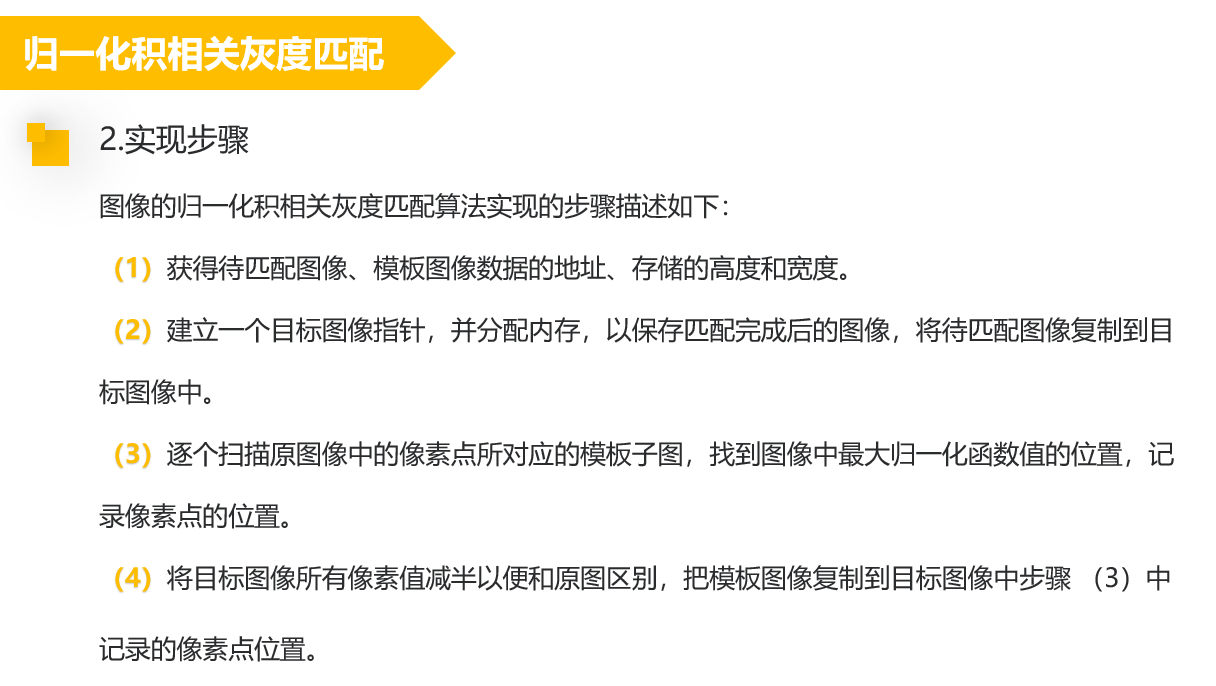 归一化积相关灰度匹配
2.实现步骤
图像的归一化积相关灰度匹配算法实现的步骤描述如下：
（1）获得待匹配图像、模板图像数据的地址、存储的高度和宽度。
（2）建立一个目标图像指针，并分配内存，以保存匹配完成后的图像，将待匹配图像复制到目
标图像中。
（3）逐个扫描原图像中的像素点所对应的模板子图，找到图像中最大归一化函数值的位置，记
录像素点的位置。
（4）将目标图像所有像素值减半以便和原图区别，把模板图像复制到目标图像中步骤 （3）中
记录的像素点位置。